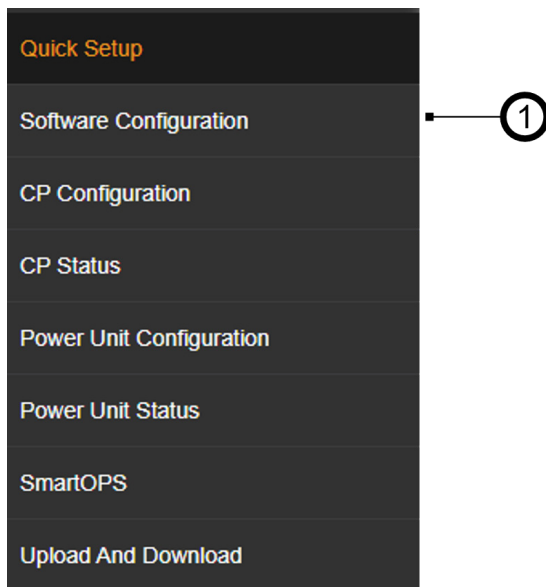 Quick Setup
Software Configuration
1
CP Configuration
CP Status
Power Unit Configuration
Power Unit Status
SmartOPS
Upload And Download